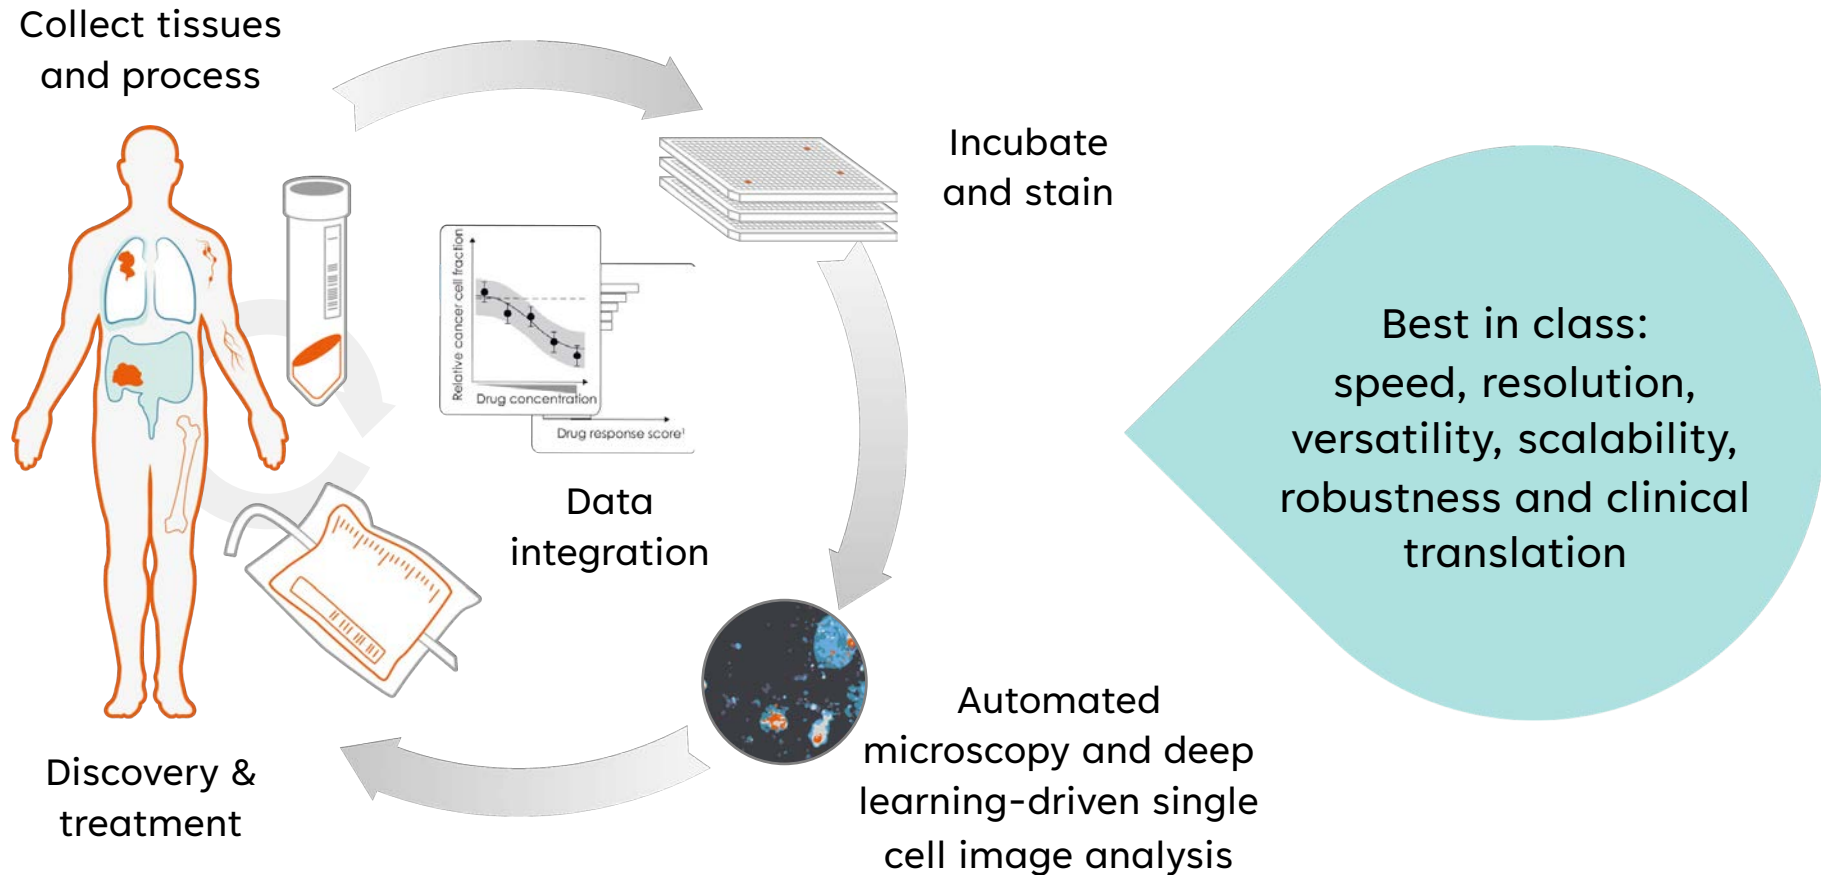 Collect tissues
and process
Incubate
and stain
Relative cancer cell fraction
Drug concentration
Drug response score¹
Data
integration
Best in class:
speed, resolution,
versatility, scalability,
robustness and clinical
translation
Automated
microscopy and deep
learning-driven single
cell image analysis
Discovery &
treatment